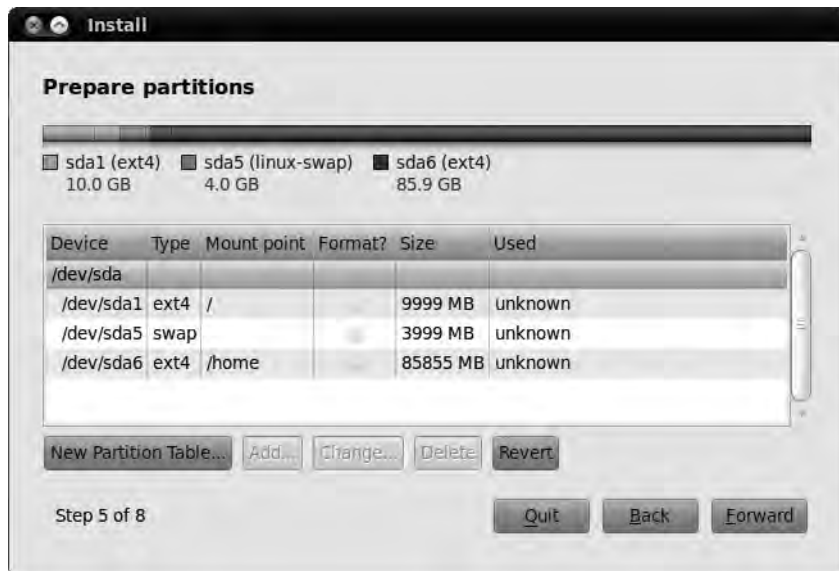 Install
Prepare partitions
sda1 (ext4) sda5 (linux-swap) sda6 (ext4)
10.0 GB 4.0 GB 85.9 GB
Device Type Mount point Format? Size Used
/dev/sda
/dev/sda1 ext4 / 9999 MB unknown
/dev/sda5 swap 3999 MB unknown
/dev/sda6 ext4 /home 85855 MB unknown
New Partition Table... Add... Change... Delete Revert
Step 5 of 8 Quit Back Forward